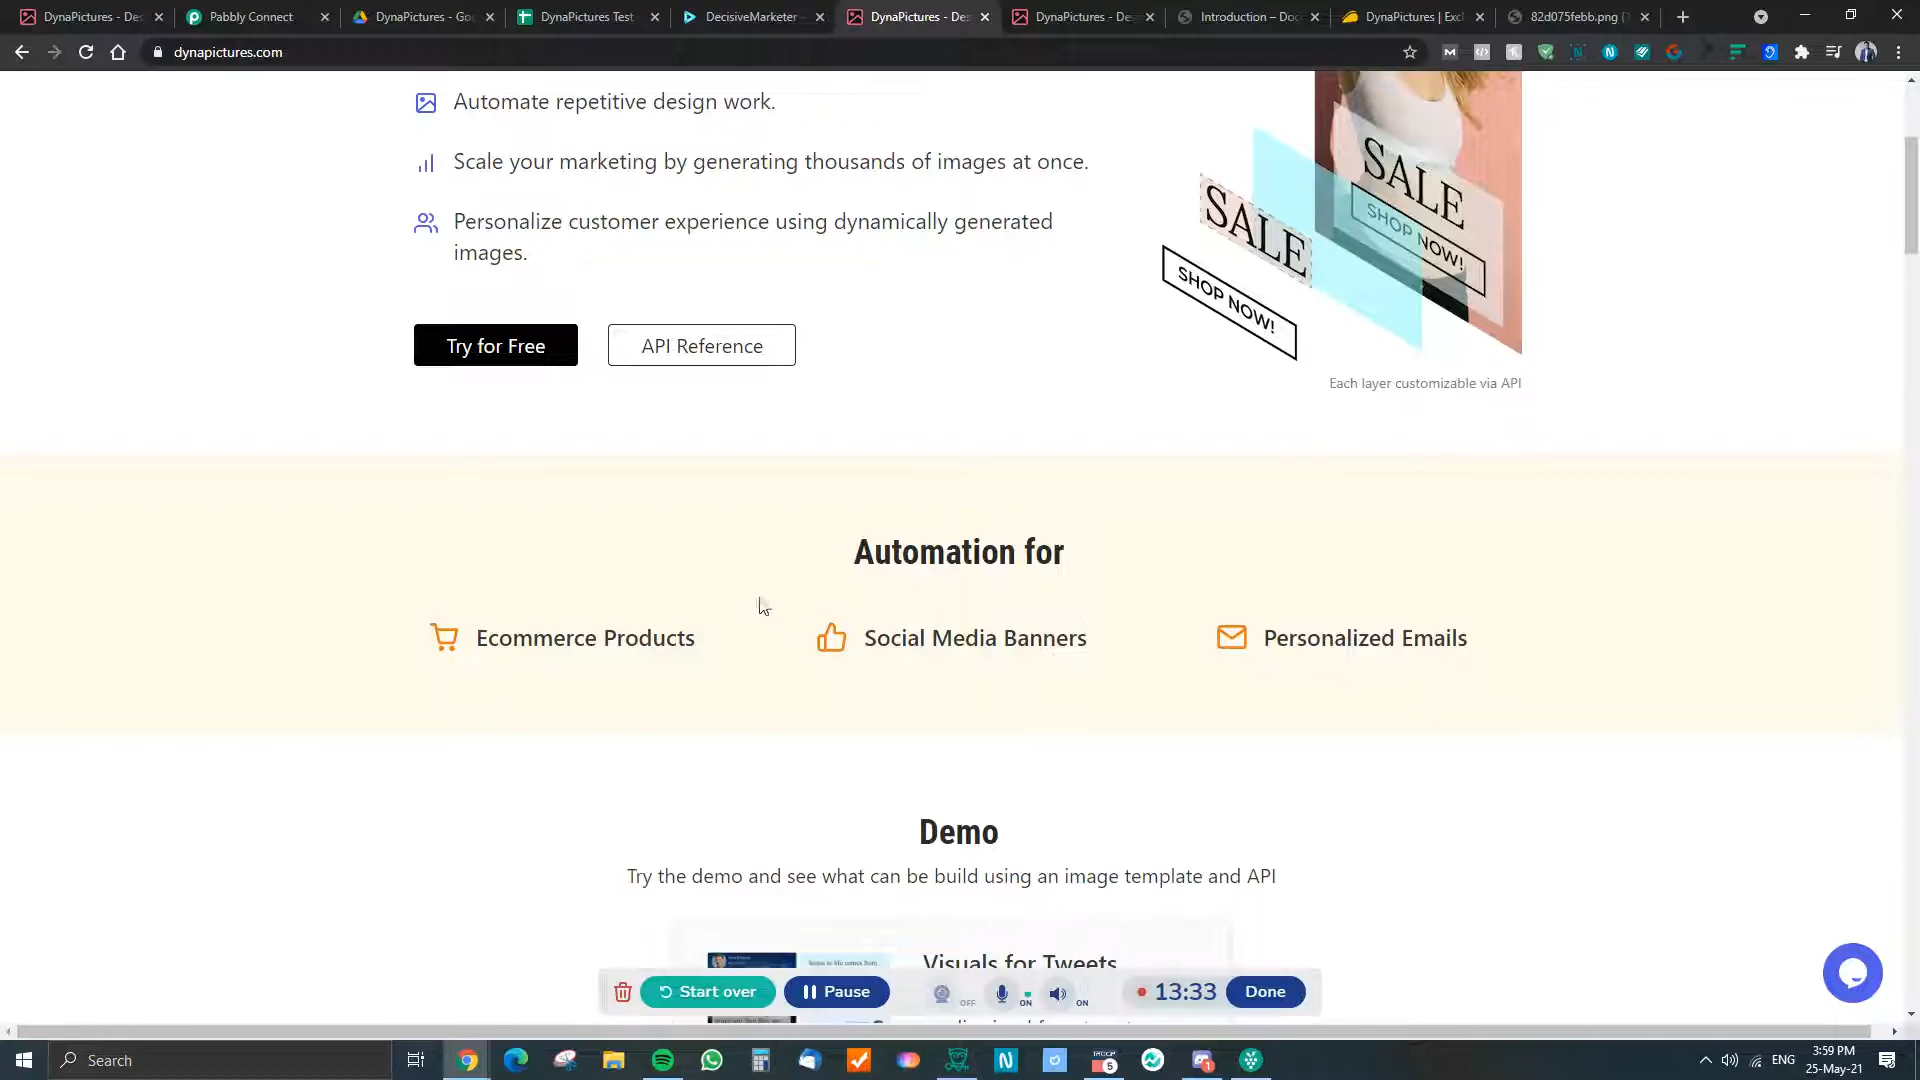 DynaPictures - Des
Pabbly Connect
DynaPictures - Go
DynaPictures Test
DecisiveMarketer
DynaPictures - Des
DynaPictures - De
Introduction – Doc
DynaPictures | Excl
82d075febb.png (
dynapictures.com
Automate repetitive design work.
Scale your marketing by generating thousands of images at once.
Personalize customer experience using dynamically generated
images.
Try for Free
API Reference
SALE
SHOP NOW!
SALE
SHOP NOW!
Each layer customizable via API
Automation for
Ecommerce Products
Social Media Banners
Personalized Emails
Demo
Try the demo and see what can be build using an image template and API
Visuals for Tweets
Start over
Pause
OFF
ON
ON
13:33
Done
Search
5
1
ENG
3:59 PM
25-May-21